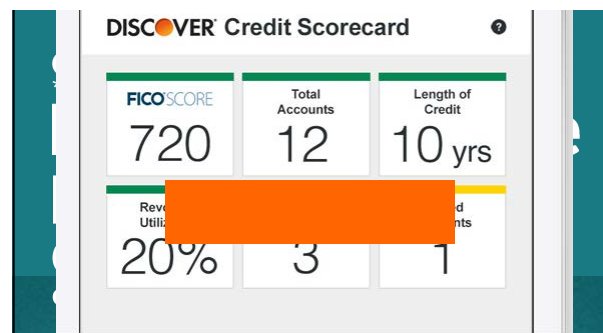 DISCOVER Credit Scorecard ?
FICO SCORE
720
Total
Accounts
12
Length of
Credit
10 yrs
20%
3
1